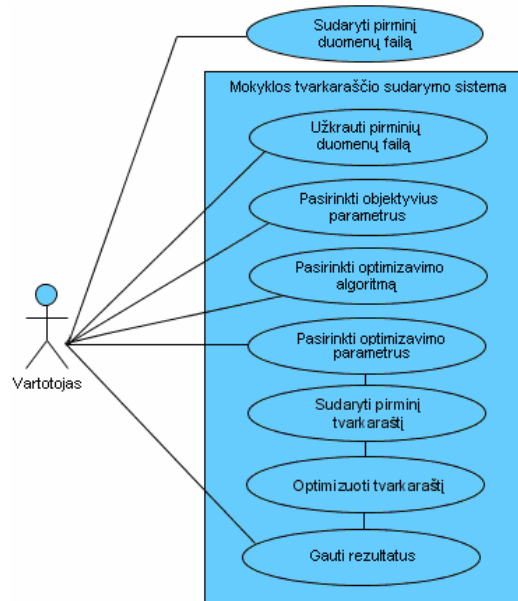 Sudaryti pirminį
duomenų failą
Mokyklos tvarkaraščio sudarymo sistema
Užkrauti pirminių
duomenų failą
Pasirinkti objektyvius
parametrus
Pasirinkti optimizavimo
algoritmą
Pasirinkti optimizavimo
parametrus
Vartotojas
Sudaryti pirminį
tvarkaraštį
Optimizuoti tvarkaraštį
Gauti rezultatus